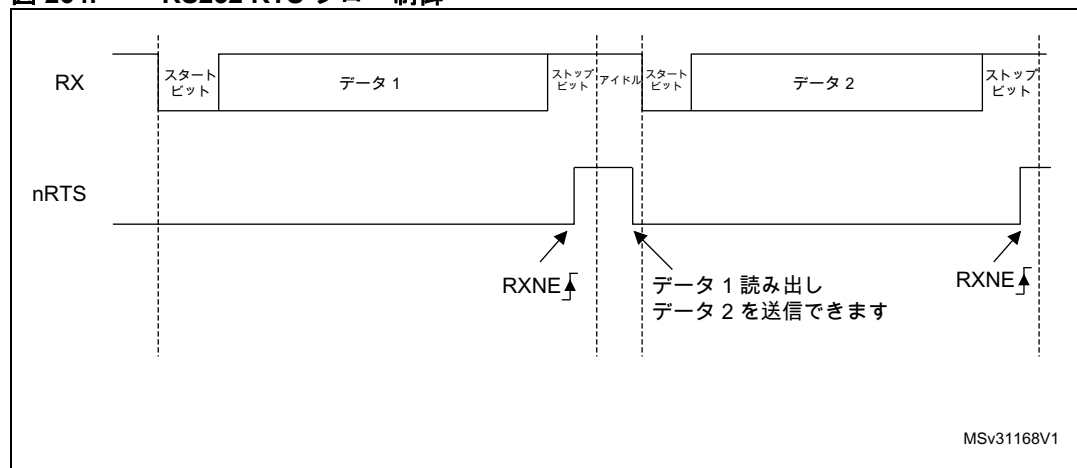 RX
スタート
ビット
データ 1
ストップ
ビット
アイドル
スタート
ビット
データ 2
ストップ
ビット
nRTS
RXNE
データ 1 読み出し
データ 2 を送信できます
RXNE
MSv31168V1